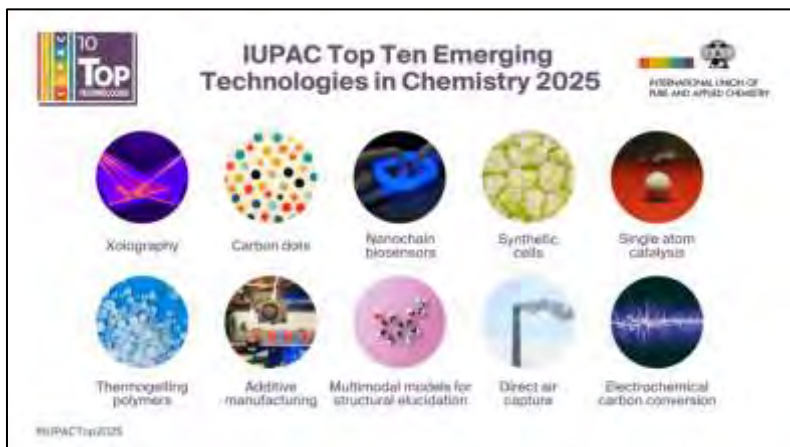 10
TOP
TECHNOLOGIES
IUPAC Top Ten Emerging
Technologies in Chemistry 2025
INTERNATIONAL UNION OF
PURE AND APPLIED CHEMISTRY
Xolography
Carbon dots
Nanochain
biosensors
Synthetic
cells
Single atom
catalysis
Thermogelling
polymers
Additive
manufacturing
Multimodal models for
structural elucidation
Direct air
capture
Electrochemical
carbon conversion
#IUPACTop2025